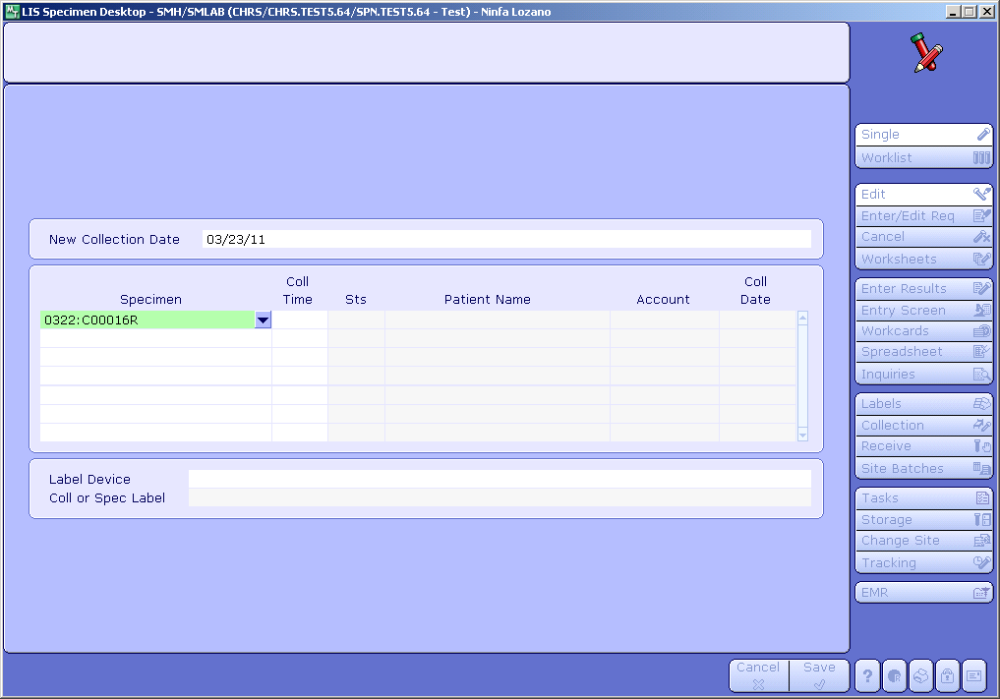 LIS Specimen Desktop - SMH/SMLAB (CHRS/CHRS.TEST5.64/SPN.TEST5.64 - Test) - Ninfa Lozano
Single
Worklist
Edit
Enter/Edit Req
Cancel
Worksheets
Enter Results
Entry Screen
Workcards
Spreadsheet
Inquiries
Labels
Collection
Receive
Site Batches
Tasks
Storage
Change Site
Tracking
EMR
New Collection Date 03/23/11
Specimen Coll Time Sts Patient Name Account Coll Date
0322:C00016R
Label Device
Coll or Spec Label
Cancel Save
?